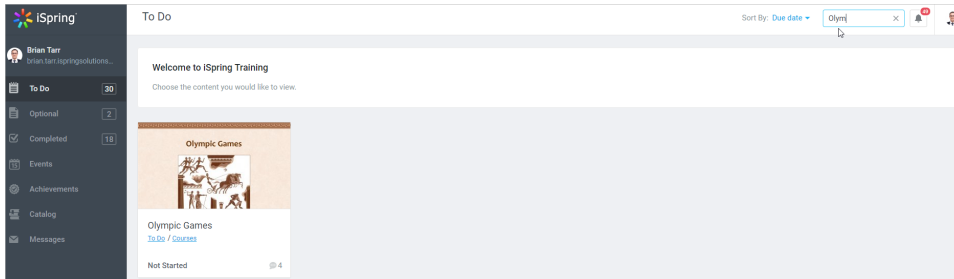 iSpring
To Do
Sort By: Due date
Olym
49
Brian Tarr
brian.tarr.ispringsolutions...
Welcome to iSpring Training
Choose the content you would like to view.
To Do 30
Optional 2
Completed 18
15 Events
Achievements
Catalog
Messages
Olympic Games
Olympic Games
To Do / Courses
Not Started 4